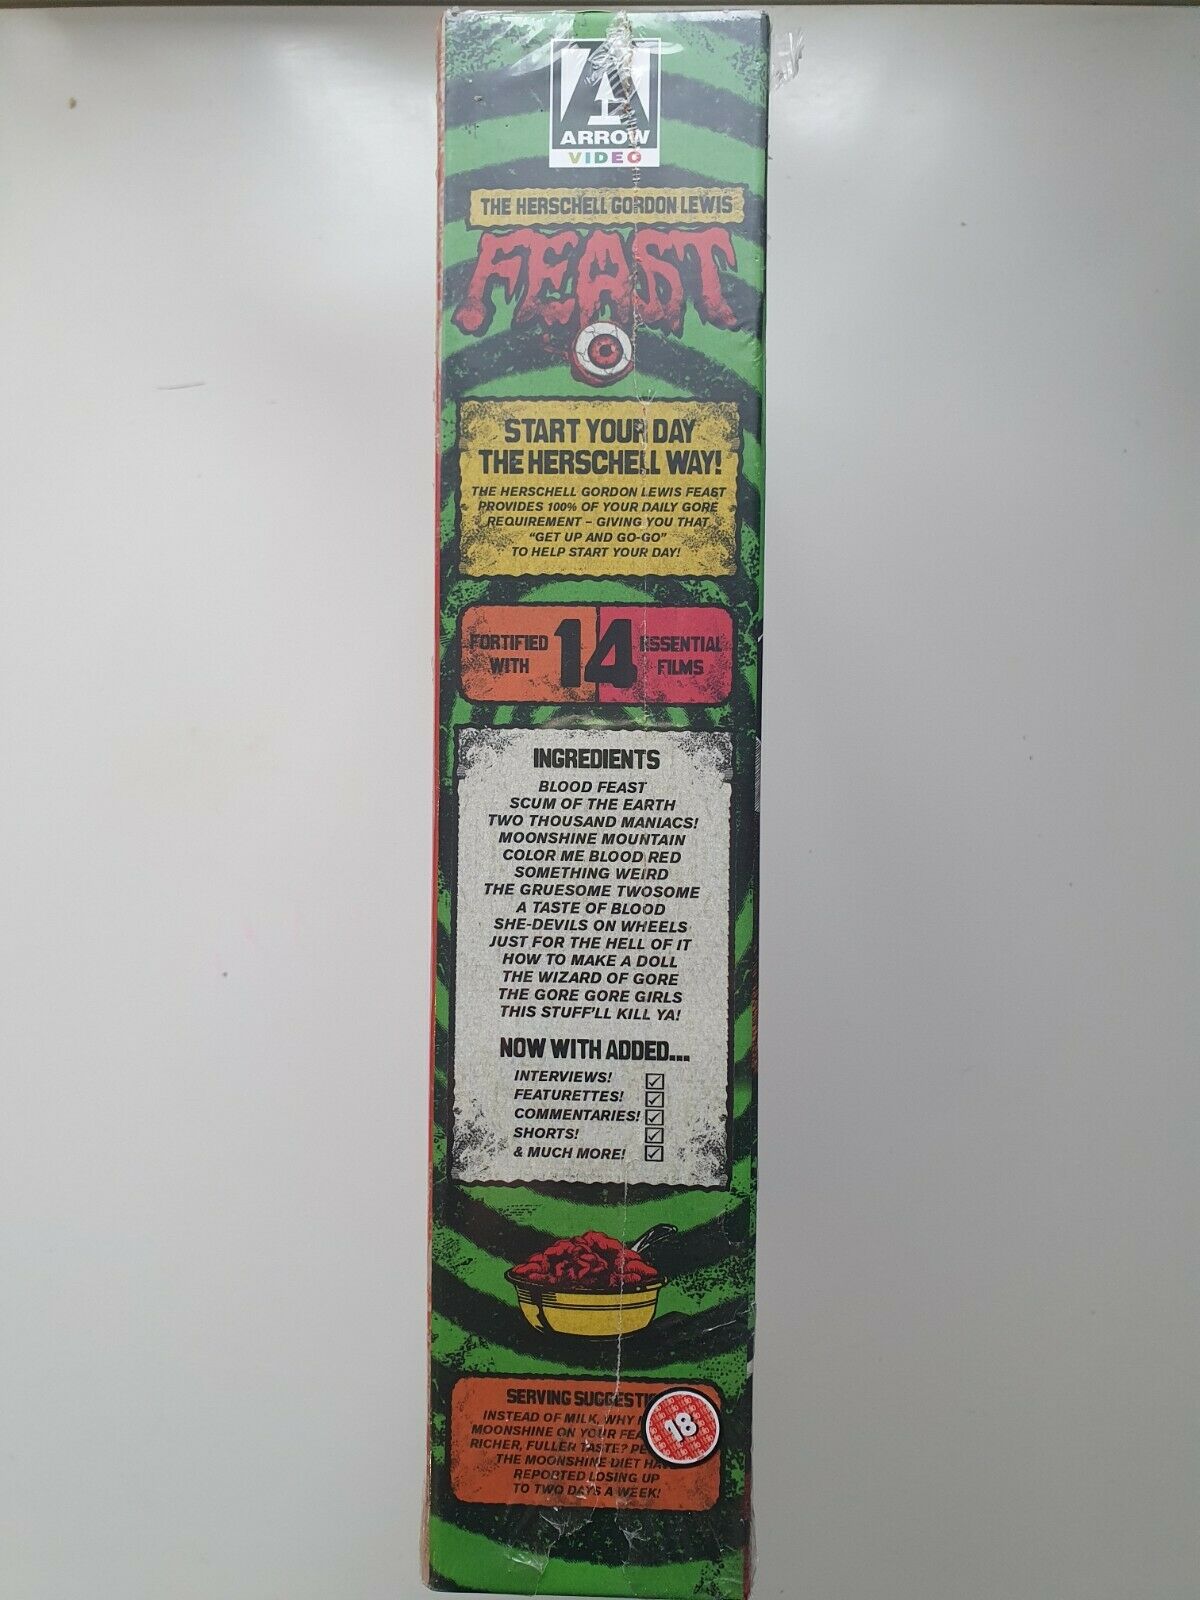 ARROW
VIDEO
THE HERSCHELL GORDON LEWIS
FEAST
START YOUR DAY
THE HERSCHELL WAY!
THE HERSCHELL GORDON LEWIS FEAST
PROVIDES 100% OF YOUR DAILY GORE
REQUIREMENT – GIVING YOU THAT
"GET UP AND GO-GO"
TO HELP START YOUR DAY!
FORTIFIED
WITH
14
ESSENTIAL
FILMS
INGREDIENTS
BLOOD FEAST
SCUM OF THE EARTH
TWO THOUSAND MANIACS!
MOONSHINE MOUNTAIN
COLOR ME BLOOD RED
SOMETHING WEIRD
THE GRUESOME TWOSOME
A TASTE OF BLOOD
SHE-DEVILS ON WHEELS
JUST FOR THE HELL OF IT
HOW TO MAKE A DOLL
THE WIZARD OF GORE
THE GORE GORE GIRLS
THIS STUFF'LL KILL YA!
NOW WITH ADDED...
INTERVIEWS!
FEATURETTES!
COMMENTARIES!
SHORTS!
& MUCH MORE!
SERVING
INSTEAD OF MILK, WHY
MOONSHINE ON YOUR
RICHER, FULLER TASTE?
THE MOONSHINE DIET
REPORTED LOSING UP
TO TWO DAYS A WEEK!
18